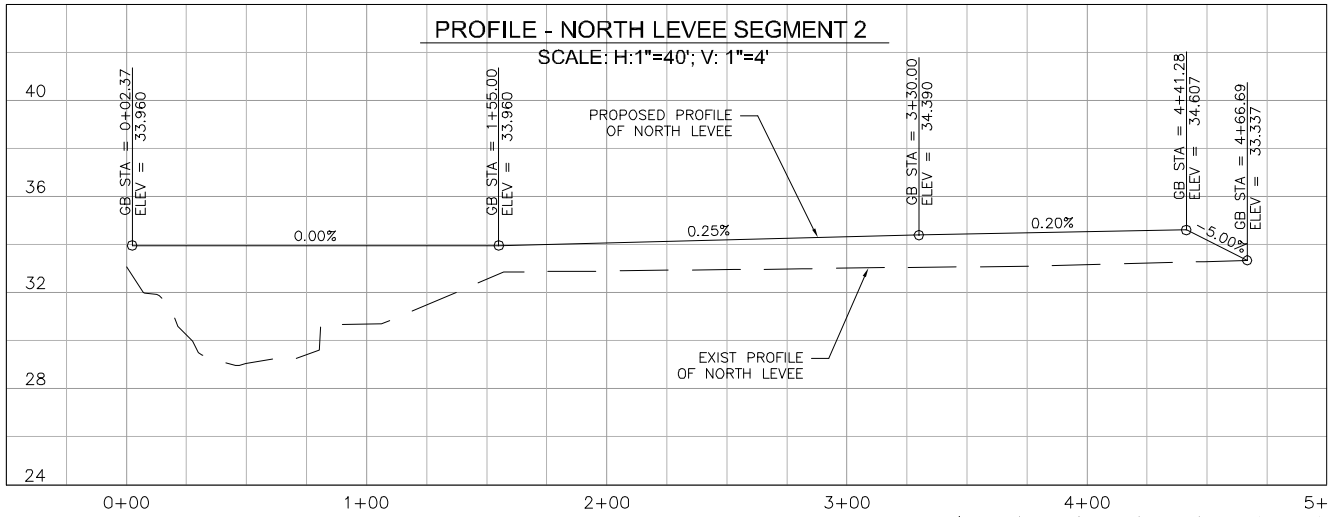 PROFILE - NORTH LEVEE SEGMENT 2
SCALE: H:1"=40'; V: 1"=4'
40
36
32
28
24
GB STA = 0+02.37
ELEV = 33.960
GB STA = 1+55.00
ELEV = 33.960
GB STA = 3+30.00
ELEV = 34.390
GB STA = 4+41.28
ELEV = 34.607
GB STA = 4+66.69
ELEV = 33.337
PROPOSED PROFILE
OF NORTH LEVEE
0.00%
0.25%
0.20%
-5.00%
EXIST PROFILE
OF NORTH LEVEE
0+00
1+00
2+00
3+00
4+00
5+